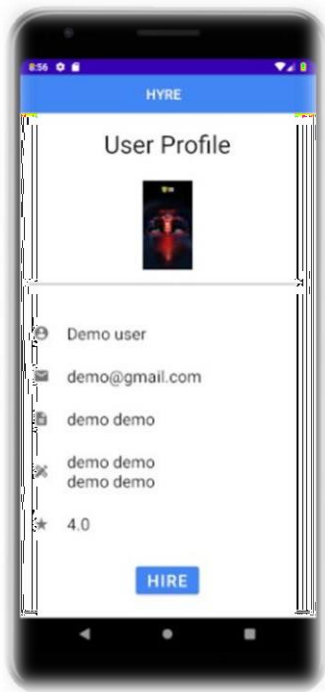 8:56
HYRE
User Profile
Demo user
demo@gmail.com
demo demo
demo demo
demo demo
4.0
HIRE